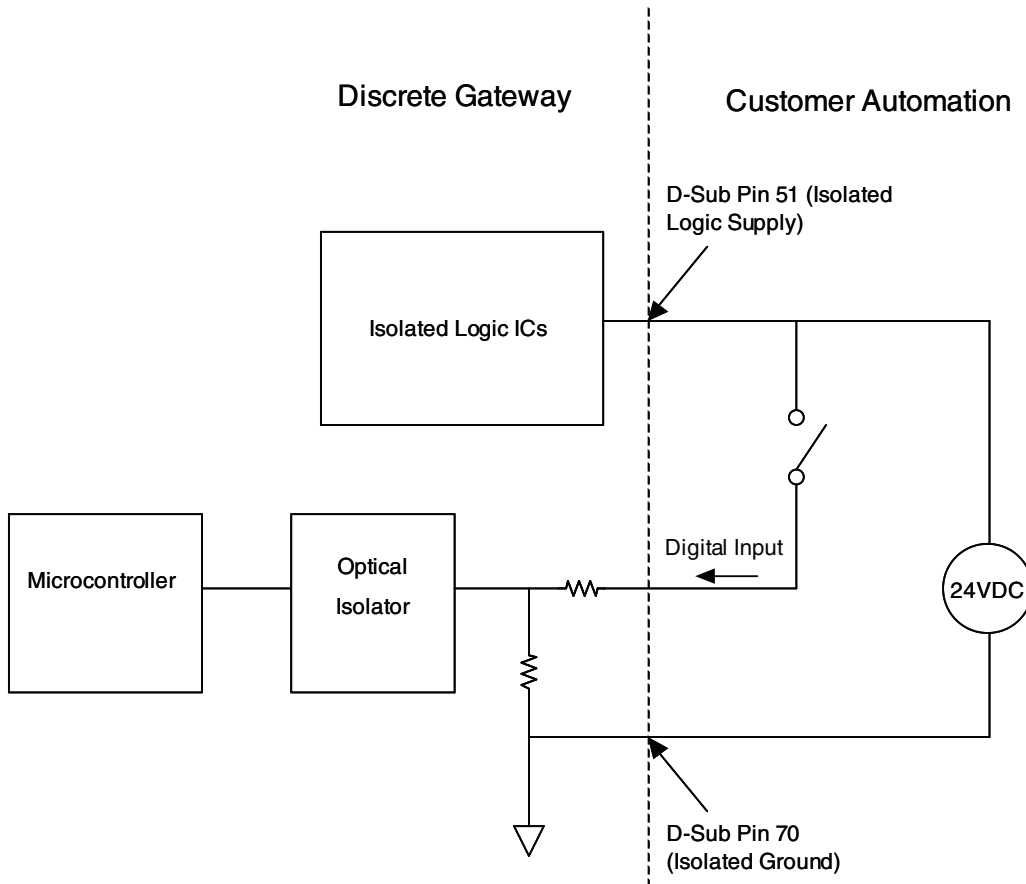 Discrete Gateway
Customer Automation
D-Sub Pin 51 (Isolated
Logic Supply)
Isolated Logic ICs
Digital Input
Microcontroller
Optical
Isolator
24VDC
D-Sub Pin 70
(Isolated Ground)